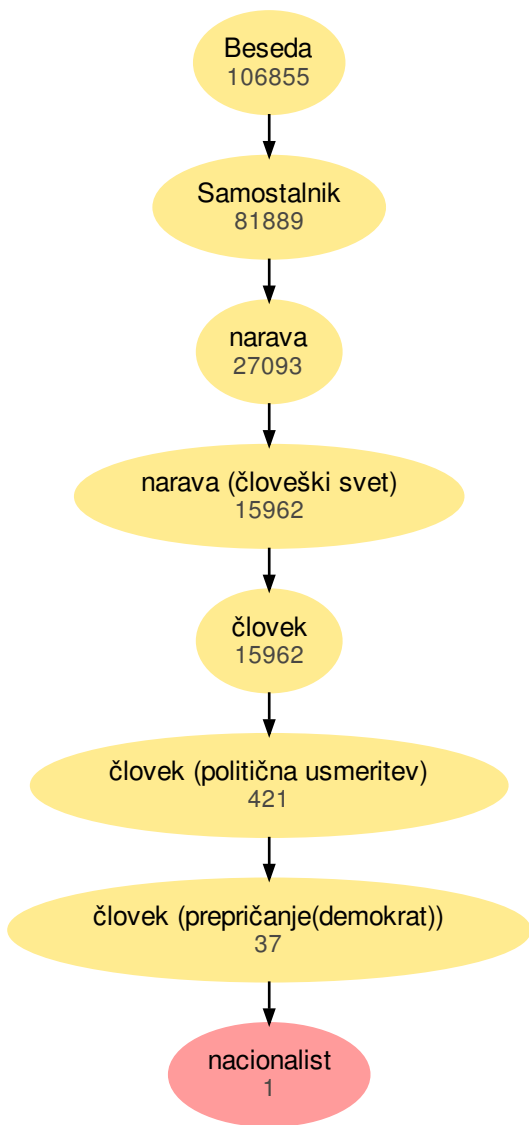 Beseda
106855
Samostalnik
81889
narava
27093
narava (človeški svet)
15962
človek
15962
človek (politična usmeritev)
421
človek (prepričanje(demokrat))
37
nacionalist
1